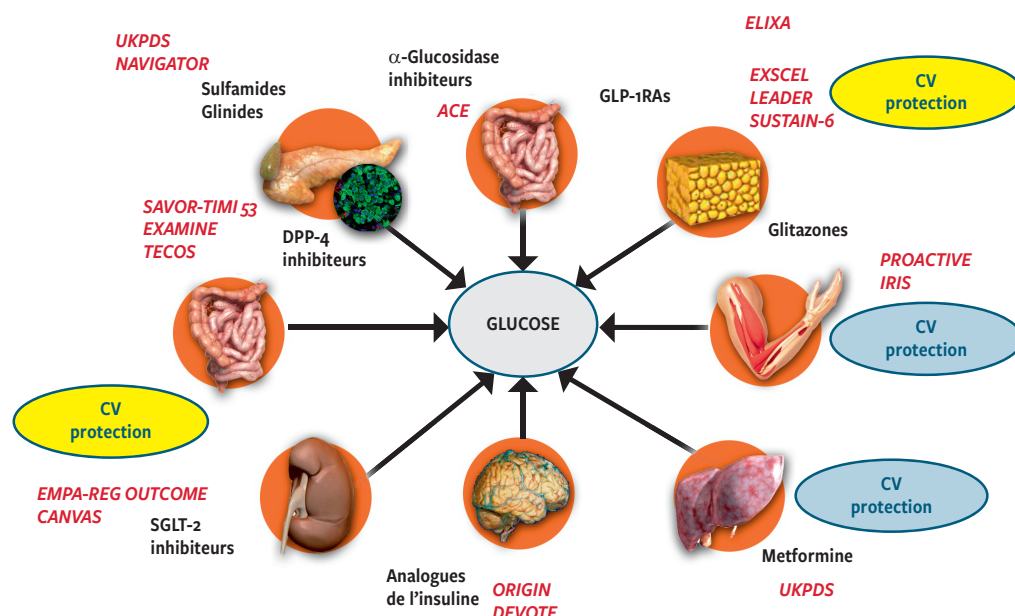 UKPDS
NAVIGATOR
Sulfamides
Glinides
α-Glucosidase
inhibiteurs
ACE
GLP-1RAs
ELIXA
EXSCEL
LEADER
SUSTAIN-6
CV
protection
SAVOR-TIMI 53
EXAMINE
TECOS
DPP-4
inhibiteurs
Glitazones
PROACTIVE
IRIS
CV
protection
GLUCOSE
CV
protection
EMPA-REG OUTCOME
CANVAS
SGLT-2
inhibiteurs
Analogues
de l'insuline
ORIGIN
DEVOTE
CV
protection
Metformine
UKPDS